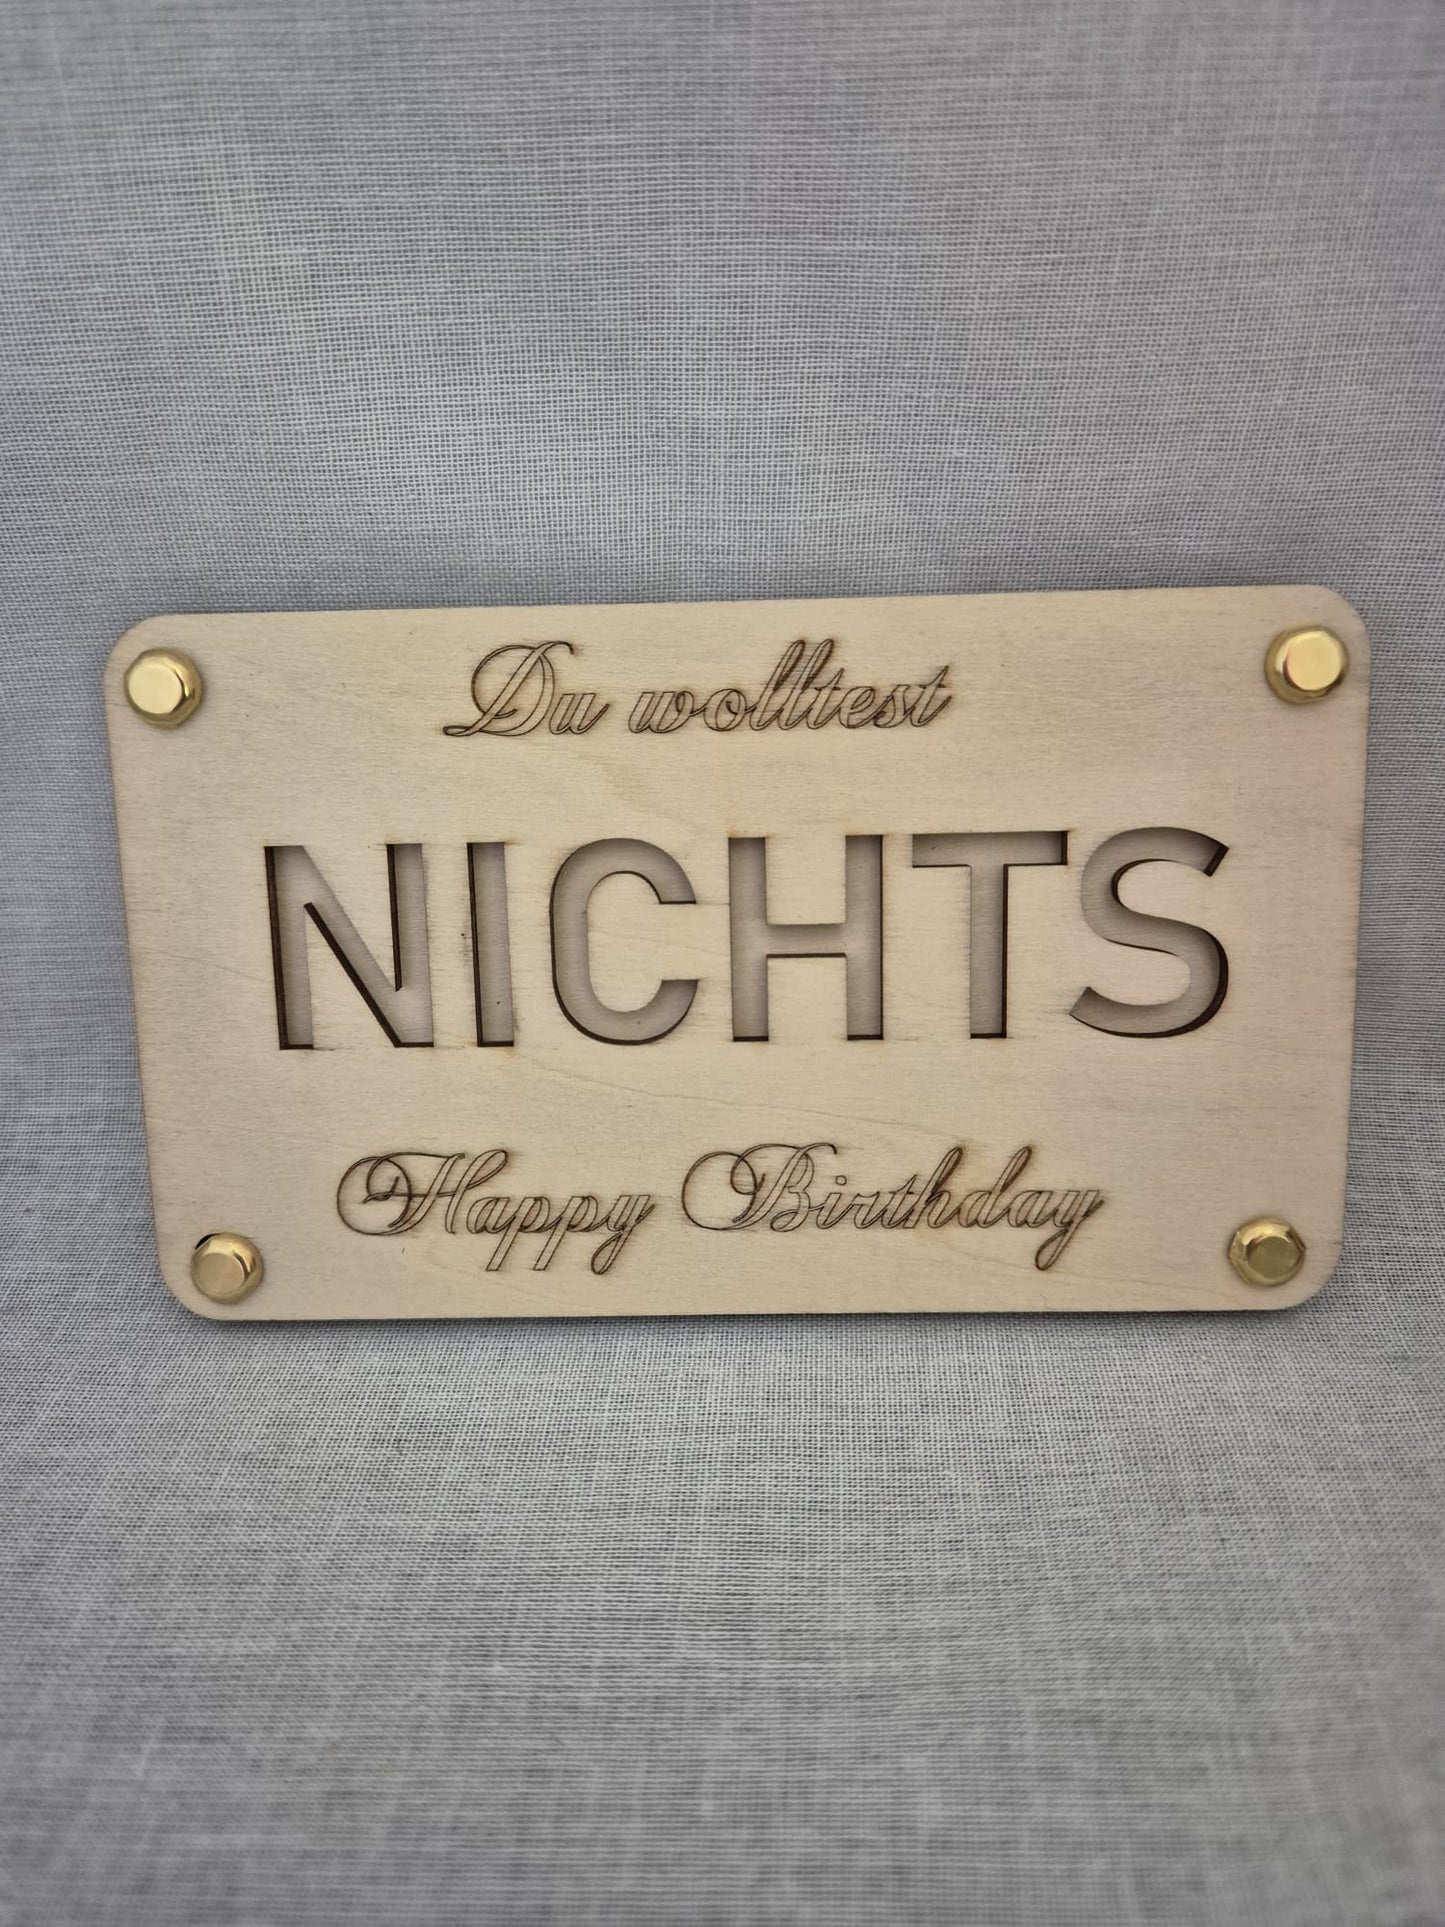 Du wolltest
NICHTS
Happy Birthday